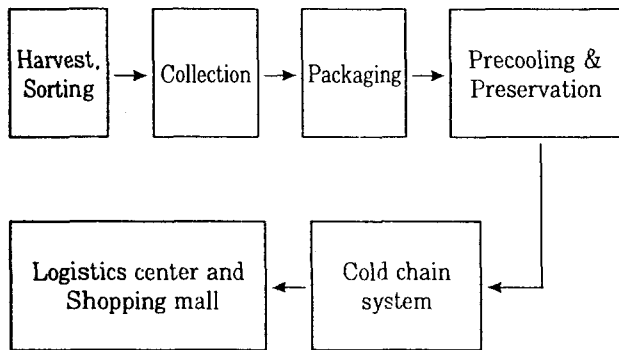 Harvest,
Sorting
Collection
Packaging
Precooling &
Preservation
Logistics center and
Shopping mall
Cold chain
system